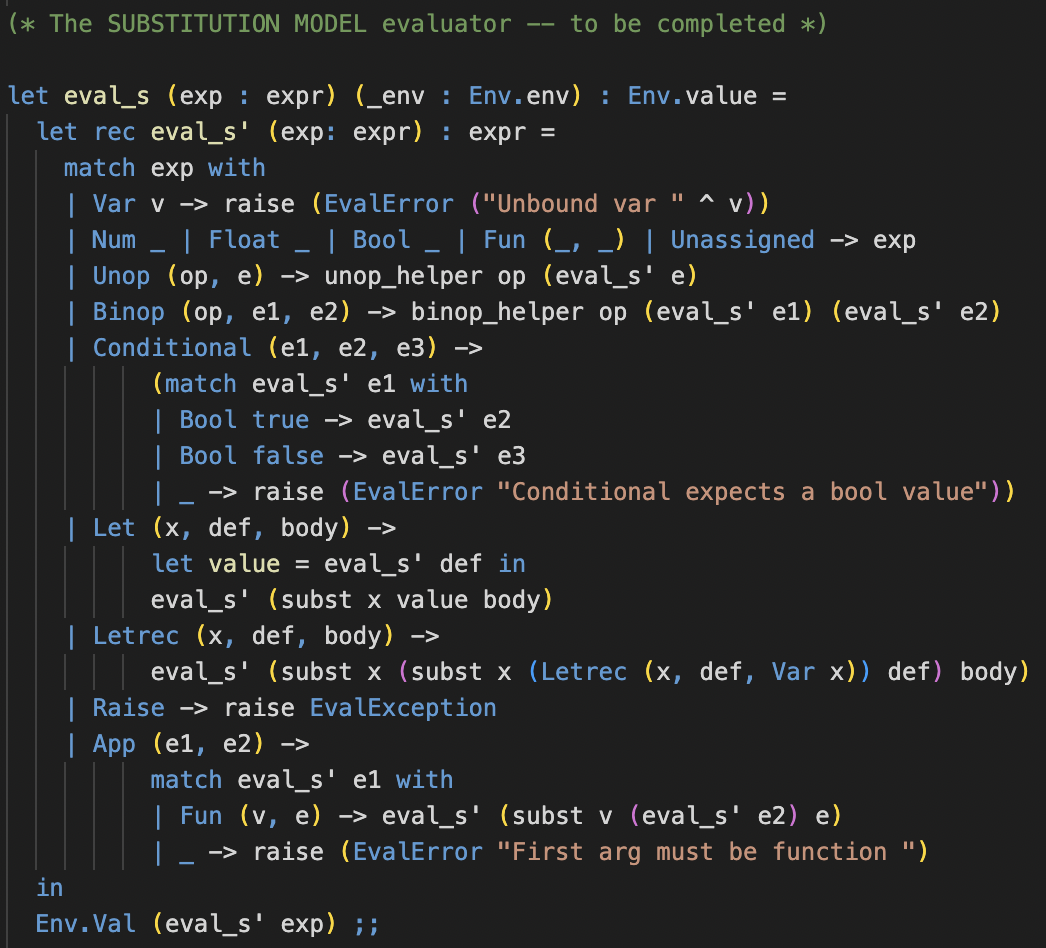 (* The SUBSTITUTION MODEL evaluator -- to be completed *)

let eval_s (exp : expr) (_env : Env.env) : Env.value =
  let rec eval_s' (exp: expr) : expr =
    match exp with
    | Var v -> raise (EvalError ("Unbound var " ^ v))
    | Num _ | Float _ | Bool _ | Fun (_, _) | Unassigned -> exp
    | Unop (op, e) -> unop_helper op (eval_s' e)
    | Binop (op, e1, e2) -> binop_helper op (eval_s' e1) (eval_s' e2)
    | Conditional (e1, e2, e3) ->
          (match eval_s' e1 with
          | Bool true -> eval_s' e2
          | Bool false -> eval_s' e3
          | _ -> raise (EvalError "Conditional expects a bool value"))
    | Let (x, def, body) ->
          let value = eval_s' def in
          eval_s' (subst x value body)
    | Letrec (x, def, body) ->
          eval_s' (subst x (subst x (Letrec (x, def, Var x)) def) body)
    | Raise -> raise EvalException
    | App (e1, e2) ->
          match eval_s' e1 with
          | Fun (v, e) -> eval_s' (subst v (eval_s' e2) e)
          | _ -> raise (EvalError "First arg must be function ")
  in
  Env.Val (eval_s' exp) ;;